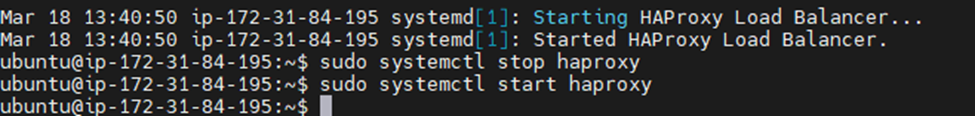 Mar 18 13:40:50 ip-172-31-84-195 systemd[1]: Starting HAProxy Load Balancer...
Mar 18 13:40:50 ip-172-31-84-195 systemd[1]: Started HAProxy Load Balancer.
ubuntu@ip-172-31-84-195:~$ sudo systemctl stop haproxy
ubuntu@ip-172-31-84-195:~$ sudo systemctl start haproxy
ubuntu@ip-172-31-84-195:~$